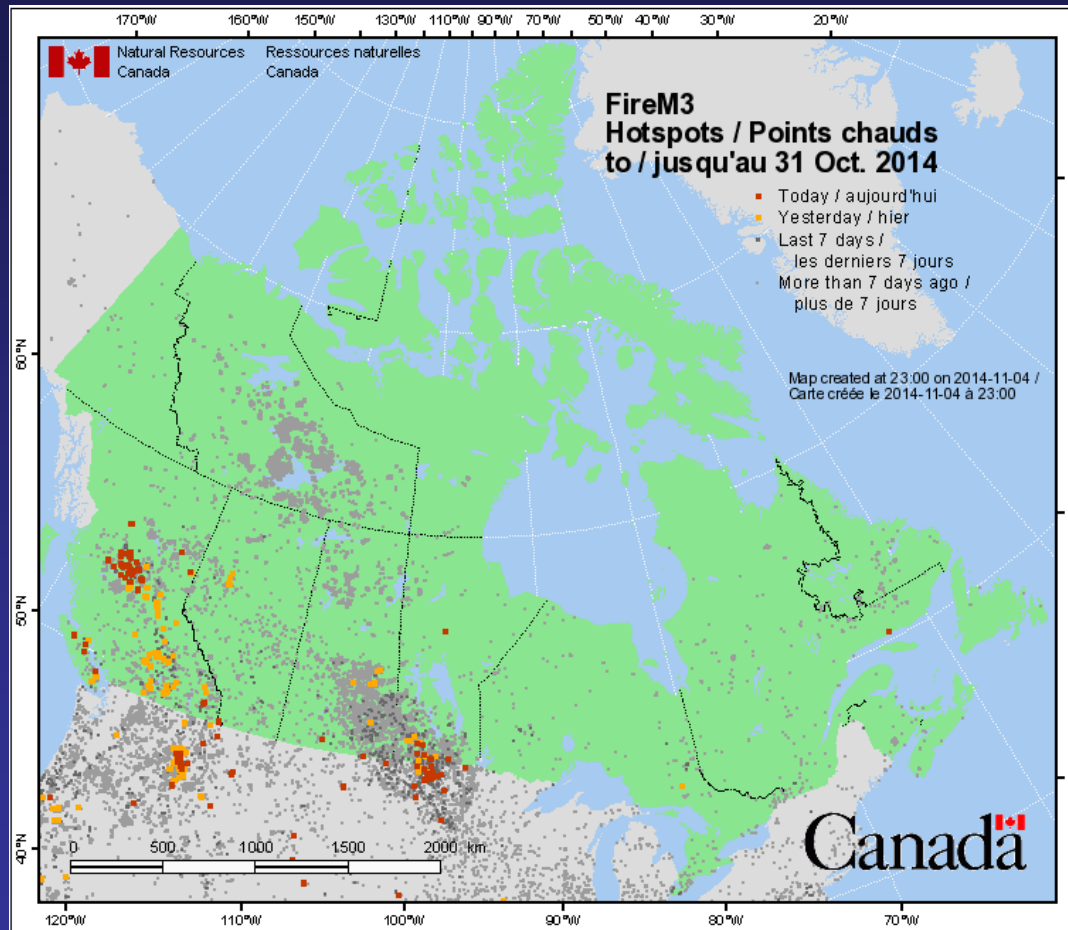 170°W 160°W 150°W 140°W 130°W 110°W 90°W 70°W 50°W 40°W 30°W 20°W
Natural Resources Ressources naturelles
Canada Canada
FireM3
Hotspots / Points chauds
to / jusqu'au 31 Oct. 2014
Today / aujourd'hui
Yesterday / hier
Last 7 days /
les derniers 7 jours
More than 7 days ago /
plus de 7 jours
60°N
Map created at 23:00 on 2014-11-04 /
Carte créée le 2014-11-04 à 23:00
50°N
40°N
0 500 1000 1500 2000 km
Canada
120°W 110°W 100°W 90°W 80°W 70°W